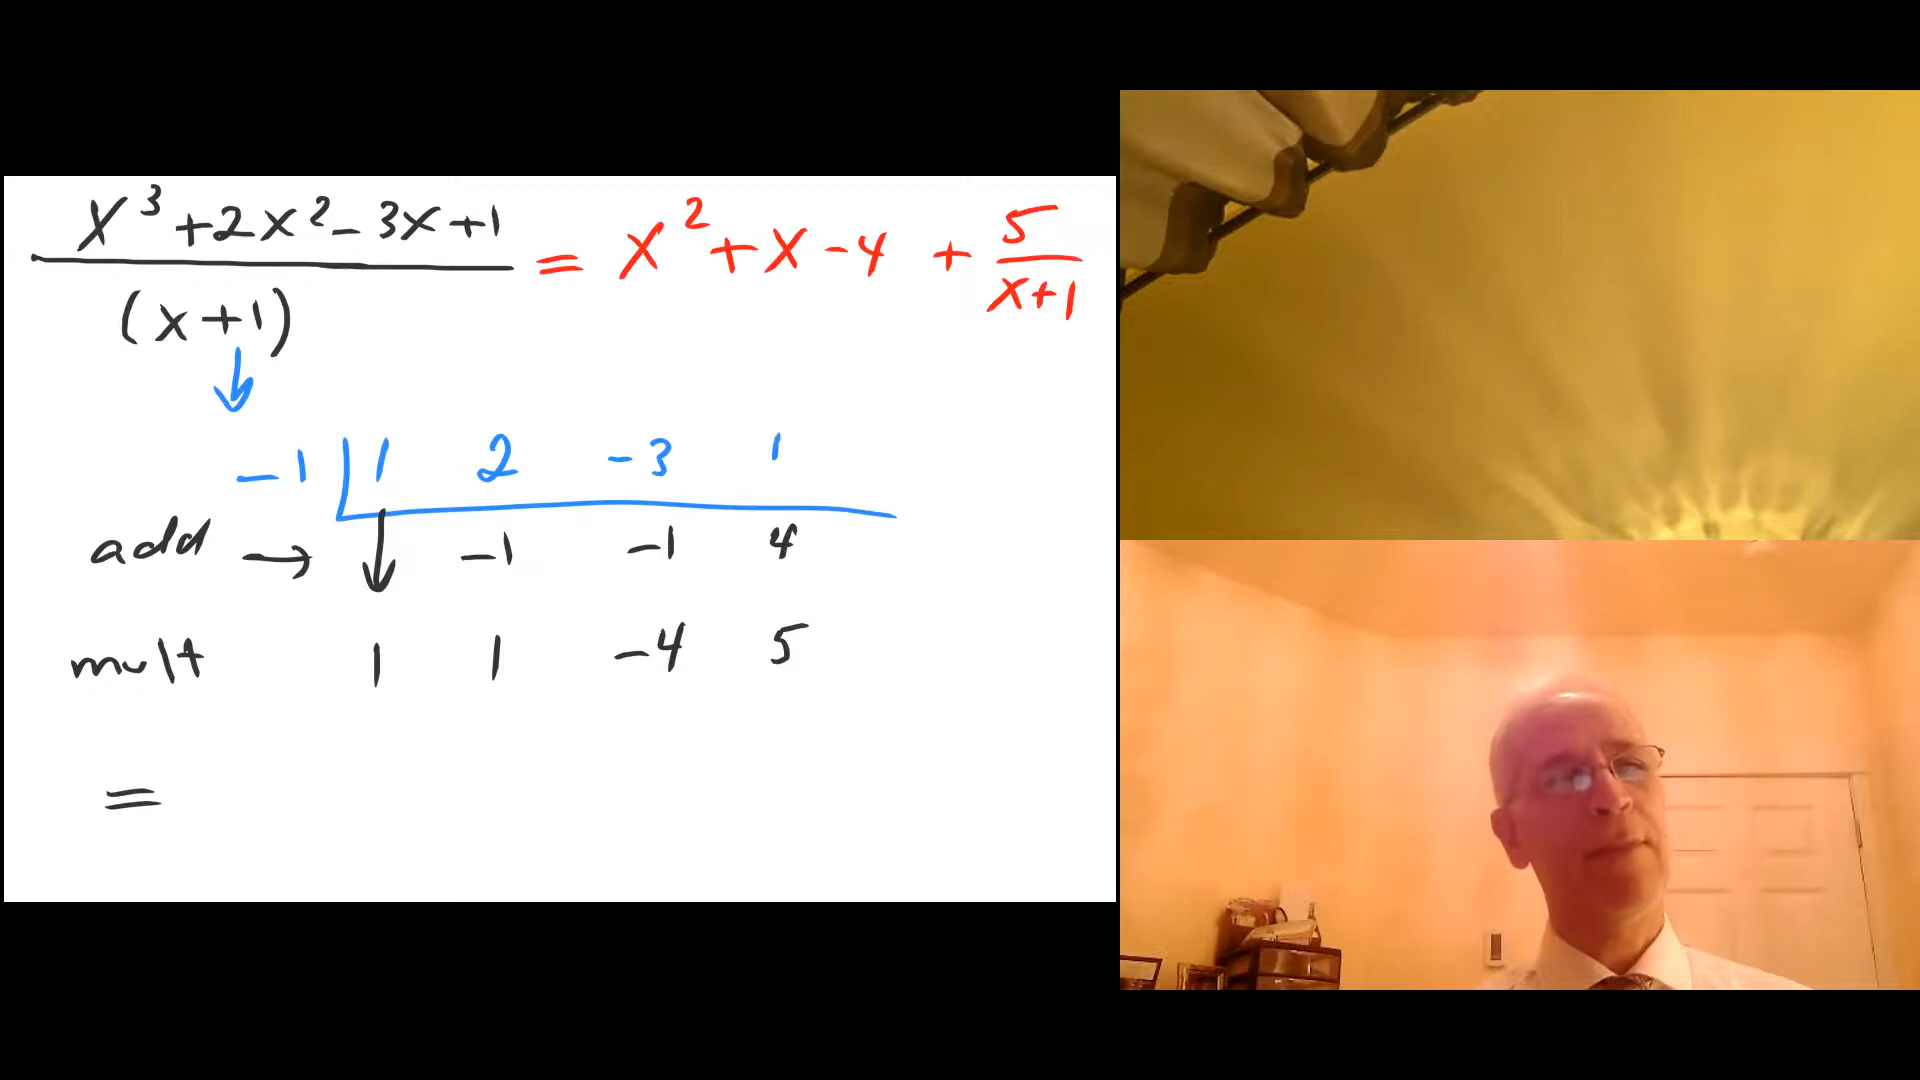 x³ + 2x² - 3x + 1 = x² + x - 4 + 5
(x + 1) x + 1
-1 1 2 -3 1
add → -1 -1 4
mult 1 1 -4 5
=